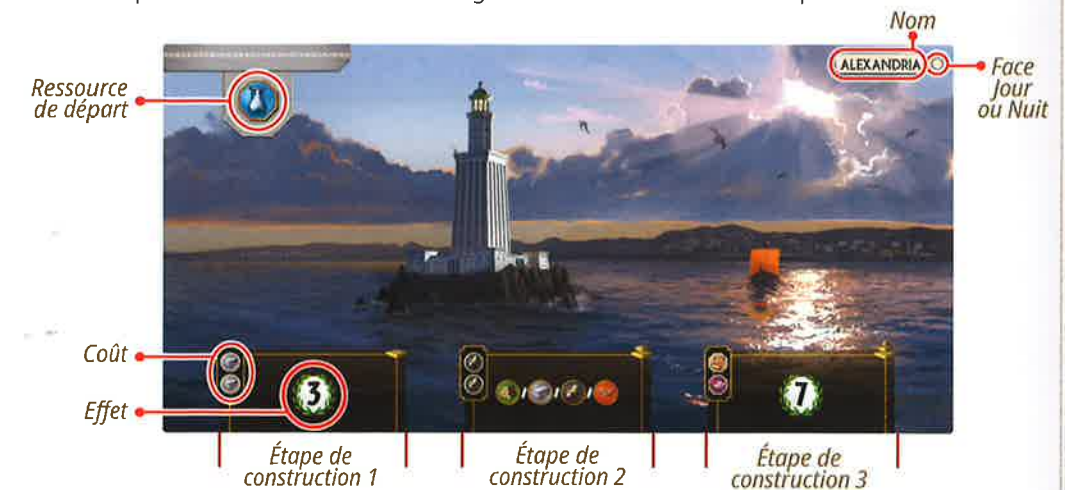 Nom
ALEXANDRIA
Face
Jour
ou Nuit
Ressource
de départ
Coût
Effet
3
7
Étape de
construction 1
Étape de
construction 2
Étape de
construction 3